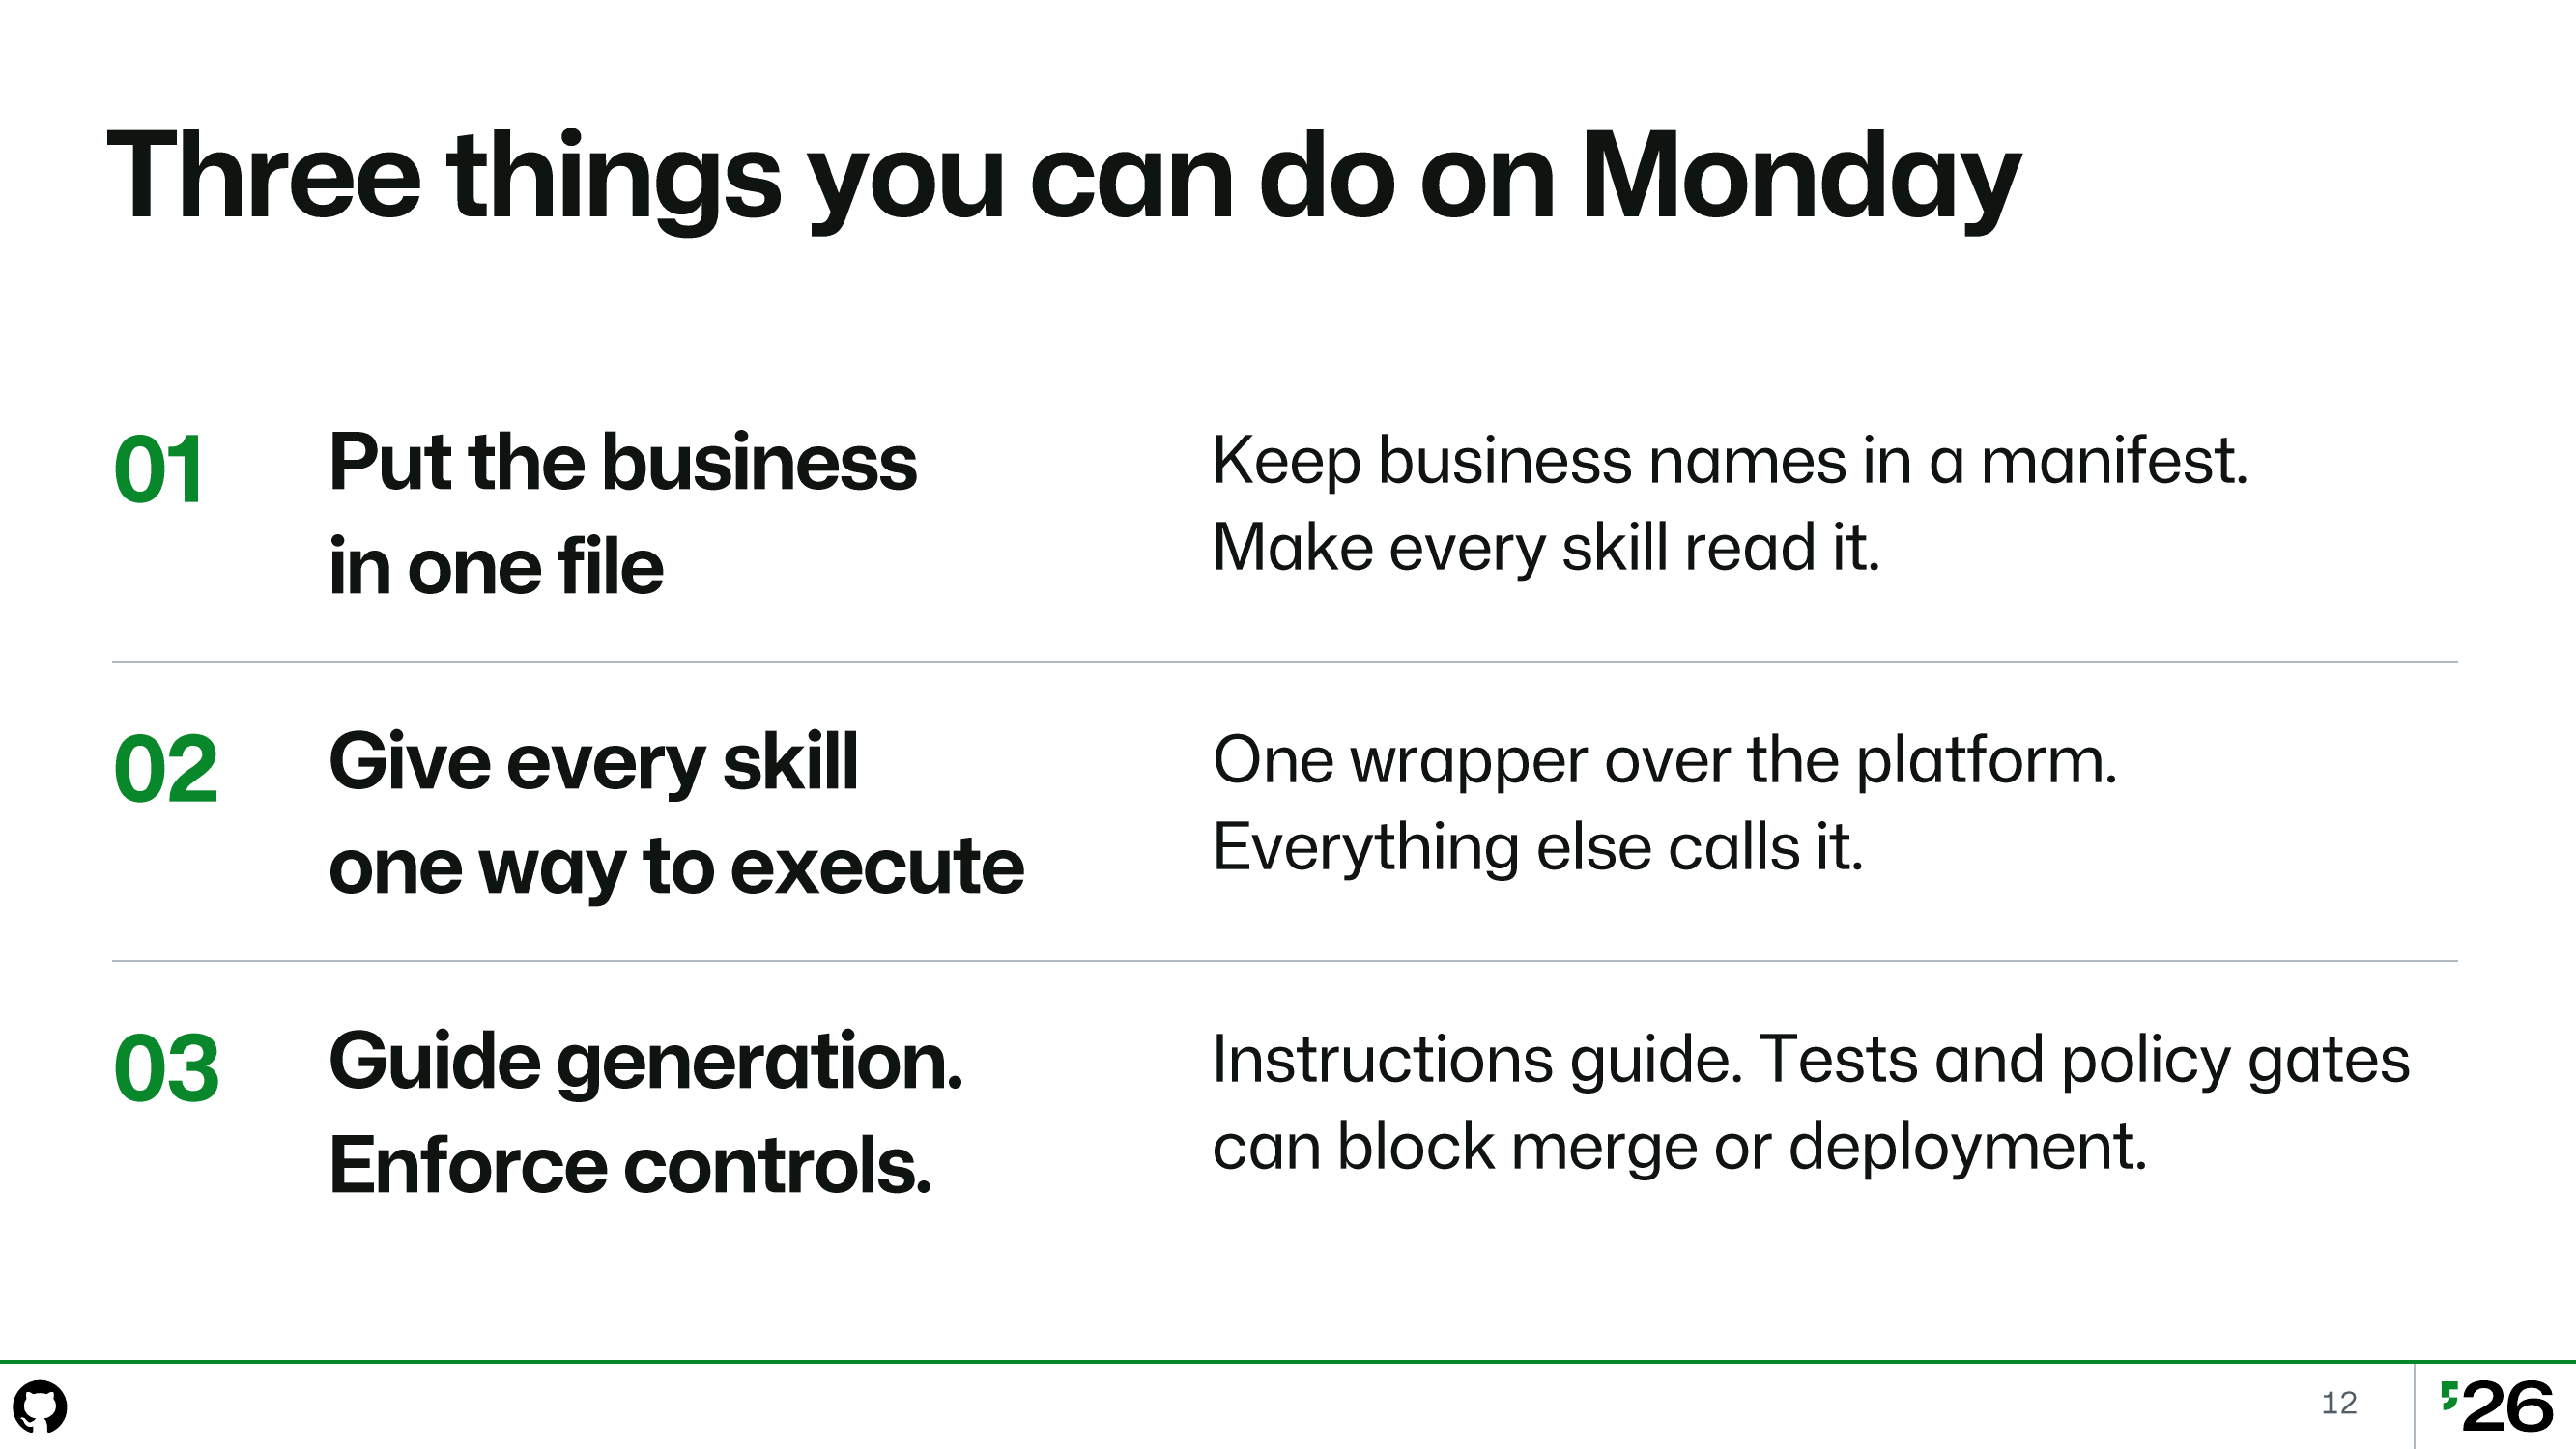 Three things you can do on Monday
01
Put the business
in one file
Keep business names in a manifest.
Make every skill read it.
02
Give every skill
one way to execute
One wrapper over the platform.
Everything else calls it.
03
Guide generation.
Enforce controls.
Instructions guide. Tests and policy gates
can block merge or deployment.
12
’26